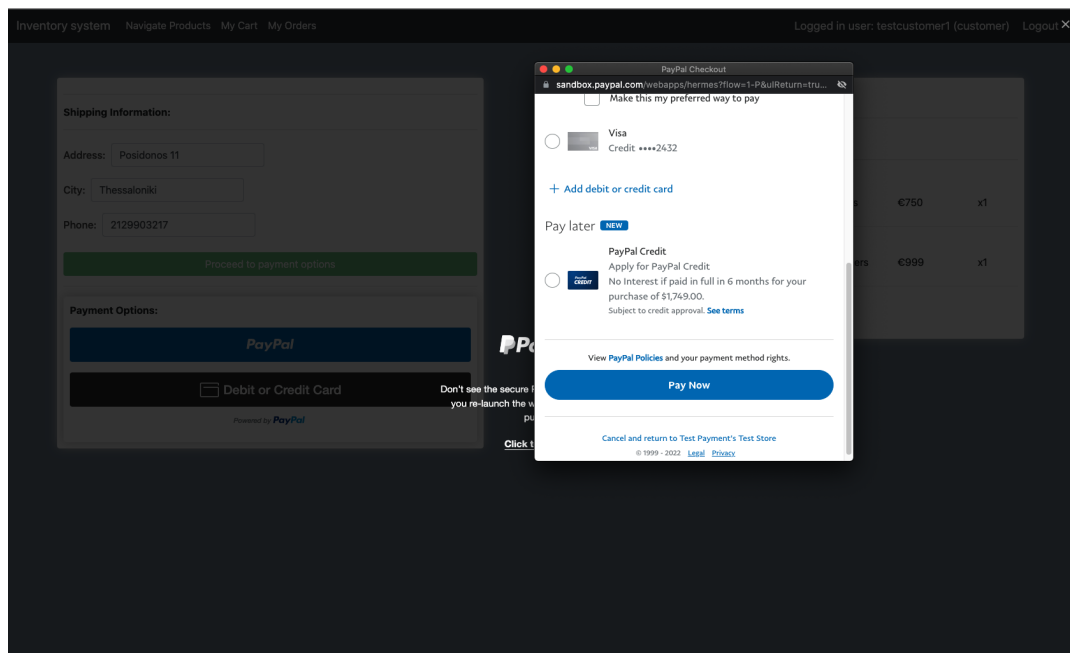 Inventory system Navigate Products My Cart My Orders Logged in user: testcustomer1 (customer) Logout ×
Shipping Information:
Address: Posidonos 11
City: Thessaloniki
Phone: 2129903217
Proceed to payment options
Payment Options:
PayPal
Debit or Credit Card
Powered by PayPal
Don't see the secure
you re-launch the
Click
PayPal Checkout
sandbox.paypal.com/webapps/hermes?flow=1-P&ulReturn=tru...
Make this my preferred way to pay
Visa
Credit ••••2432
+ Add debit or credit card
Pay later NEW
PayPal Credit
Apply for PayPal Credit
No Interest if paid in full in 6 months for your
purchase of $1,749.00.
Subject to credit approval. See terms
PayPal CREDIT
VISA
View PayPal Policies and your payment method rights.
Pay Now
Cancel and return to Test Payment's Test Store
© 1999 - 2022 Legal Privacy
s €750 x1
ers €999 x1